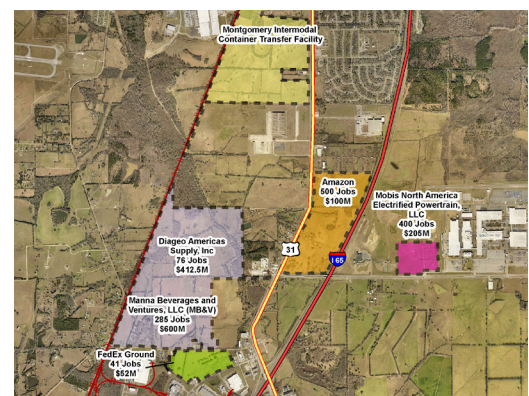 Montgomery Intermodal
Container Transfer Facility
Amazon
500 Jobs
$100M
Mobis North America
Electrified Powertrain,
LLC
400 Jobs
$205M
Diageo Americas
Supply, Inc
76 Jobs
$412.5M
31
I 65
Manna Beverages and
Ventures, LLC (MB&V)
285 Jobs
$600M
FedEx Ground
41 Jobs
$52M